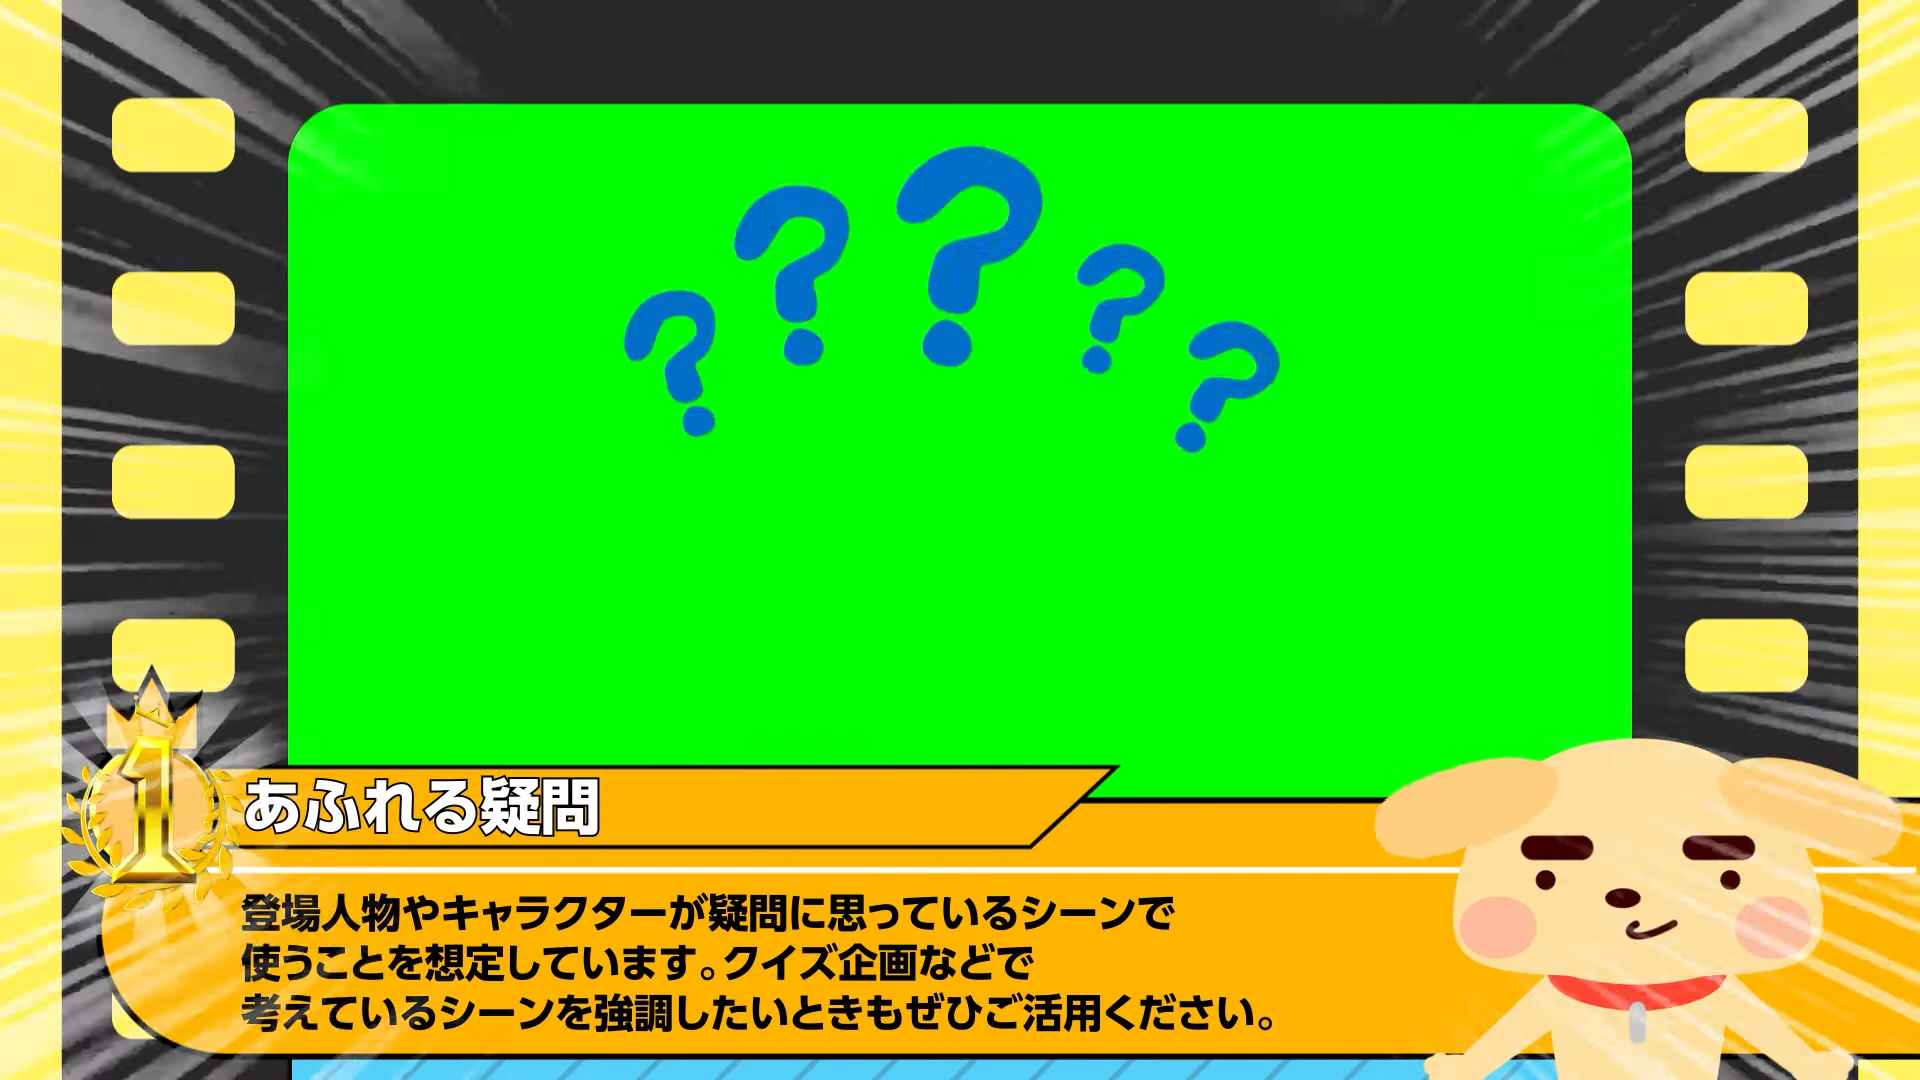 ? ? ? ? ?
1
あふれる疑問
登場人物やキャラクターが疑問に思っているシーンで
使うことを想定しています。クイズ企画などで
考えているシーンを強調したいときもぜひご活用ください。